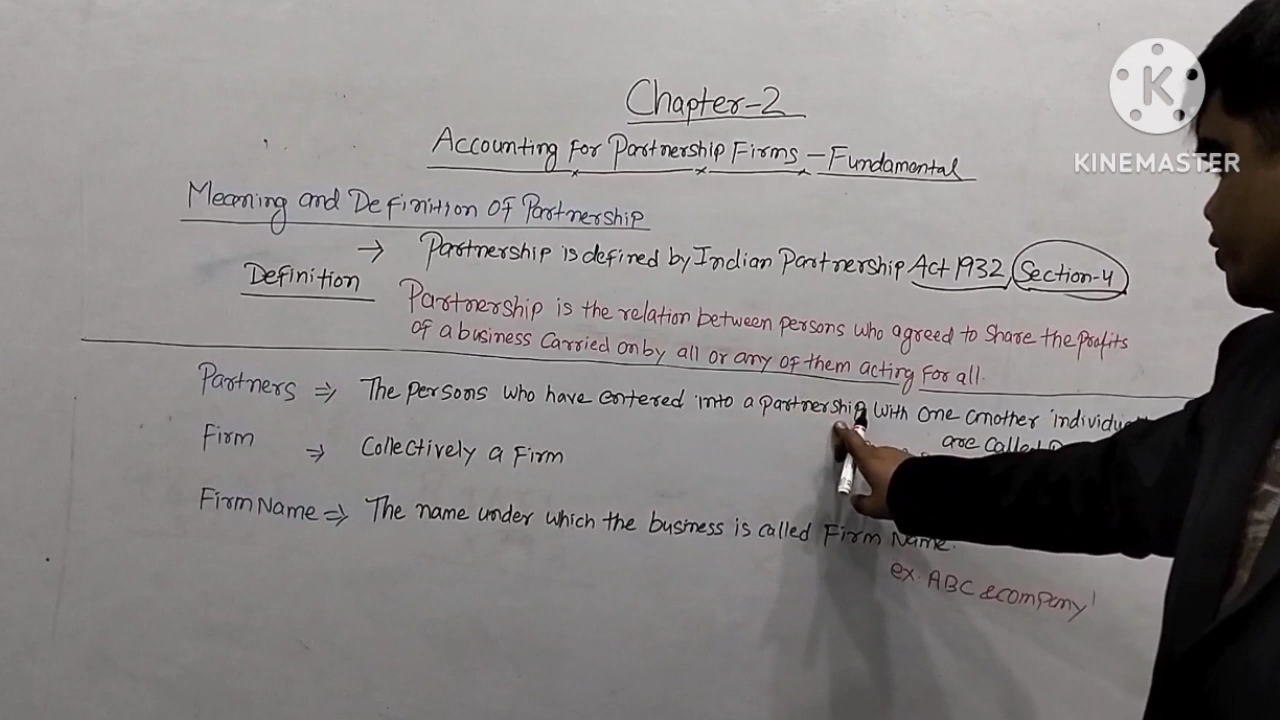 Chapter-2
KINEMASTER
Accounting for Partnership Firms - Fundamental
Meaning and Definition of Partnership
→ Partnership is defined by Indian Partnership Act 1932, Section-4
Definition Partnership is the relation between persons who agreed to share the profits
of a business carried on by all or any of them acting for all.
Partners ⇒ The persons who have entered into a partnership with one another
are called
Firm ⇒ Collectively a firm
Firm Name ⇒ The name under which the business is called Firm Name.
ex. ABC & company